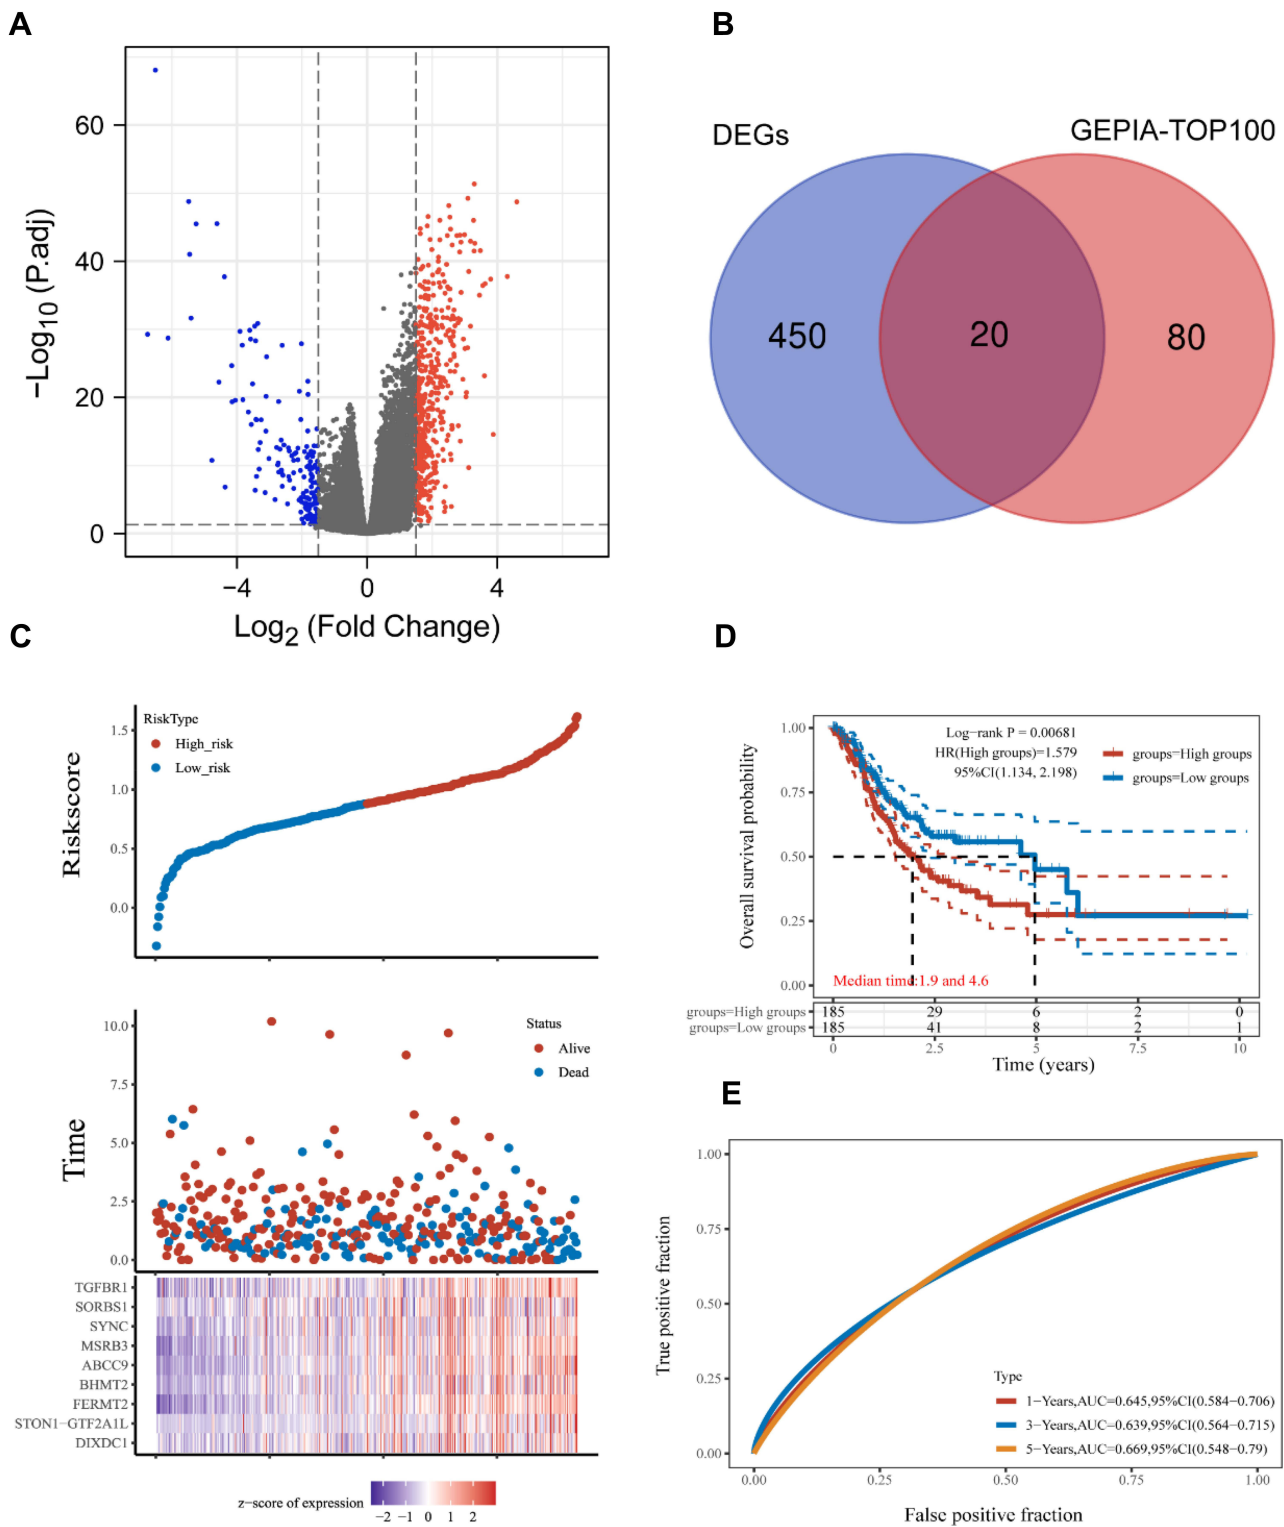 A
−Log10 (P.adj)
60
40
20
0
−4
0
4
Log2 (Fold Change)
B
DEGs
GEPIA-TOP100
450
20
80
C
Riskscore
1.5
1.0
0.5
0.0
RiskType
High_risk
Low_risk
Time
10.0
7.5
5.0
2.5
0.0
Status
Alive
Dead
TGFBR1
SORBS1
SYNC
MSRB3
ABCC9
BHMT2
FERMT2
STON1−GTF2A1L
DIXDC1
z−score of expression
−2 −1 0 1 2
D
Overall survival probability
1.00
0.75
0.50
0.25
0.00
Log−rank P = 0.00681
HR(High groups)=1.579
95%CI(1.134, 2.198)
groups=High groups
groups=Low groups
Median time:1.9 and 4.6
groups=High groups 185 29 6 2 0
groups=Low groups 185 41 8 2 1
0 2.5 5 7.5 10
Time (years)
E
True positive fraction
1.00
0.75
0.50
0.25
0.00
Type
1−Years,AUC=0.645,95%CI(0.584−0.706)
3−Years,AUC=0.639,95%CI(0.564−0.715)
5−Years,AUC=0.669,95%CI(0.548−0.79)
0.00 0.25 0.50 0.75 1.00
False positive fraction